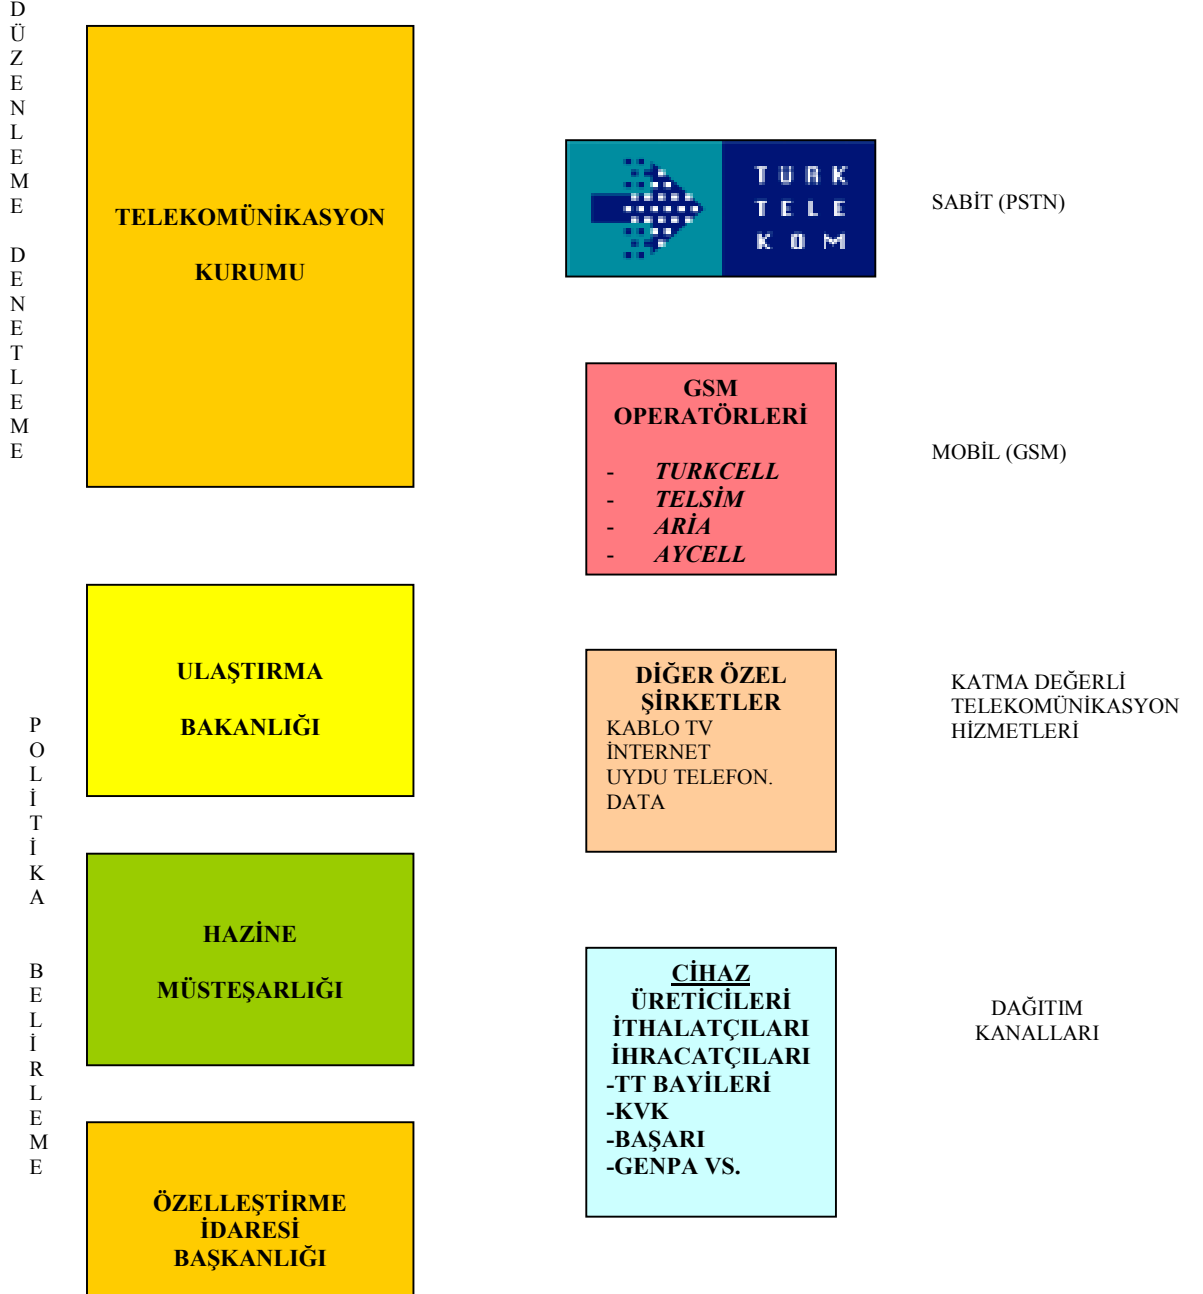 DÜZENLEME DENETLEME
TELEKOMÜNİKASYON
KURUMU
TÜRK
TELE
KOM
SABİT (PSTN)
GSM
OPERATÖRLERİ
- TURKCELL
- TELSİM
- ARİA
- AYCELL
MOBİL (GSM)
POLİTİKA BELİRLEME
ULAŞTIRMA
BAKANLIĞI
DİĞER ÖZEL
ŞİRKETLER
KABLO TV
İNTERNET
UYDU TELEFON.
DATA
KATMA DEĞERLİ
TELEKOMÜNİKASYON
HİZMETLERİ
HAZİNE
MÜSTEŞARLIĞI
CİHAZ
ÜRETİCİLERİ
İTHALATÇILARI
İHRACATÇILARI
-TT BAYİLERİ
-KVK
-BAŞARI
-GENPA VS.
DAĞITIM
KANALLARI
ÖZELLEŞTİRME
İDARESİ
BAŞKANLIĞI